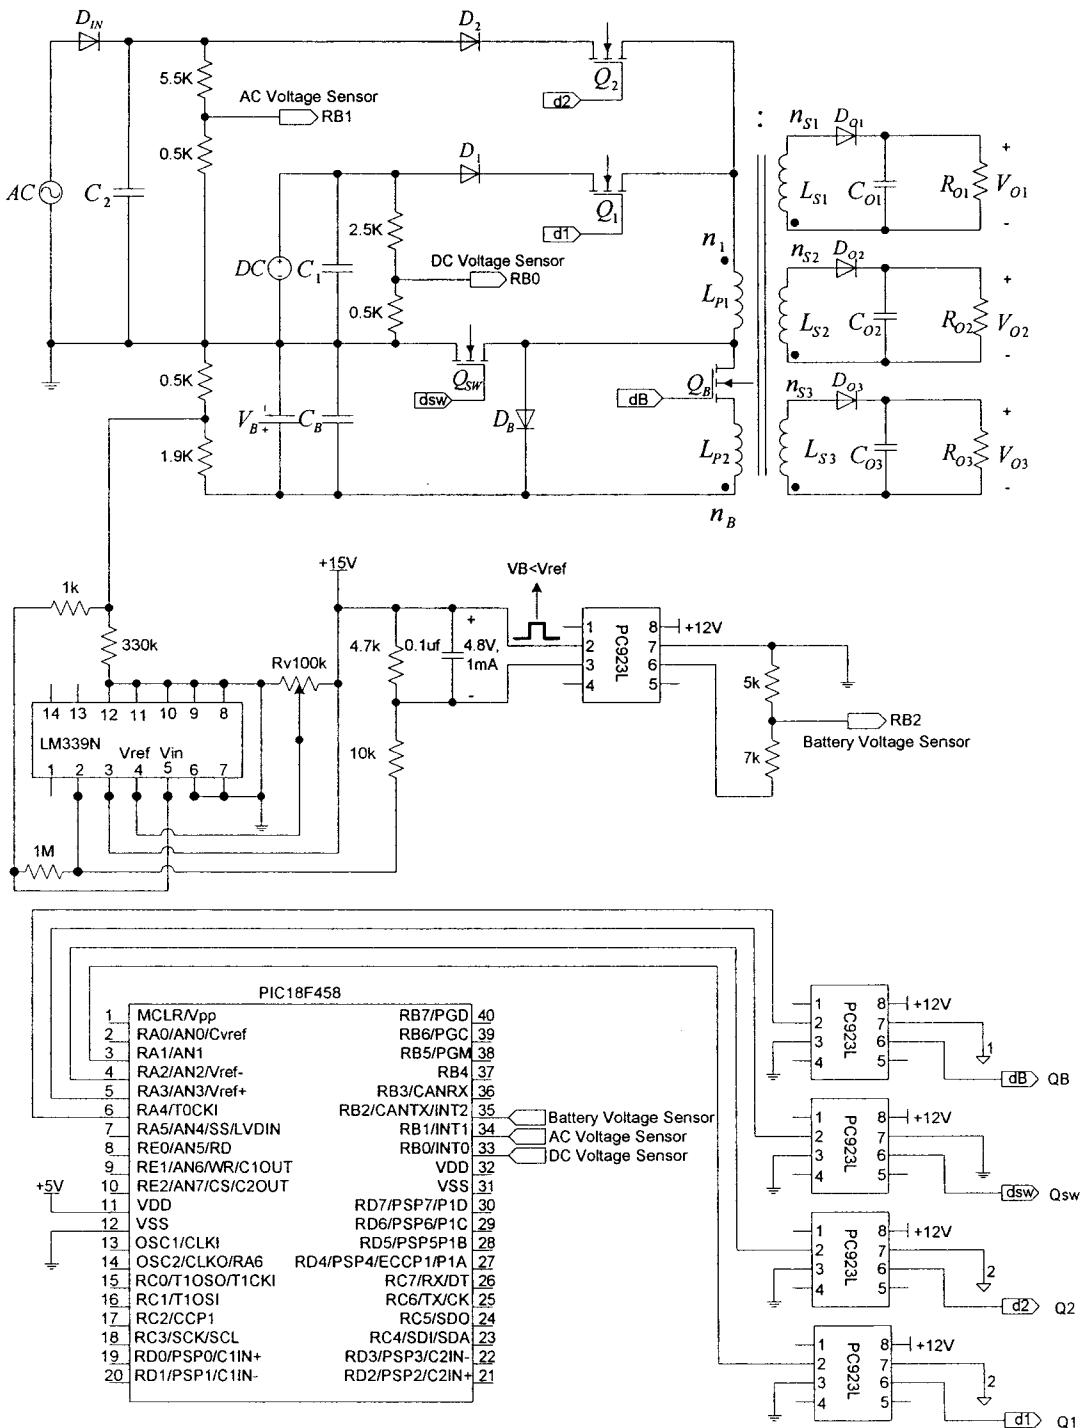 D_IN
D_2
Q_2
d2
5.5K
AC Voltage Sensor
RB1
0.5K
AC
C_2
D_1
Q_1
d1
2.5K
DC
C_1
DC Voltage Sensor
RB0
0.5K
:
n_1
L_P1
n_S1
D_O1
L_S1
C_O1
R_O1
+
V_O1
-
n_S2
D_O2
L_S2
C_O2
R_O2
+
V_O2
-
n_S3
D_O3
L_S3
C_O3
R_O3
+
V_O3
-
0.5K
1.9K
V_B
-
+
C_B
Q_SW
dsw
D_B
Q_B
dB
L_P2
n_B
+15V
1k
330k
Rv100k
4.7k
0.1uf
+
4.8V,
1mA
-
VB<Vref
PC923L
1
2
3
4
8
7
6
5
+12V
5k
7k
RB2
Battery Voltage Sensor
14 13 12 11 10 9 8
LM339N
Vref Vin
1 2 3 4 5 6 7
10k
1M
PIC18F458
1 MCLR/Vpp
2 RA0/AN0/Cvref
3 RA1/AN1
4 RA2/AN2/Vref-
5 RA3/AN3/Vref+
6 RA4/T0CKI
7 RA5/AN4/SS/LVDIN
8 RE0/AN5/RD
9 RE1/AN6/WR/C1OUT
10 RE2/AN7/CS/C2OUT
+5V
11 VDD
12 VSS
13 OSC1/CLKI
14 OSC2/CLKO/RA6
15 RC0/T1OSO/T1CKI
16 RC1/T1OSI
17 RC2/CCP1
18 RC3/SCK/SCL
19 RD0/PSP0/C1IN+
20 RD1/PSP1/C1IN-
RB7/PGD 40
RB6/PGC 39
RB5/PGM 38
RB4 37
RB3/CANRX 36
RB2/CANTX/INT2 35
RB1/INT1 34
RB0/INT0 33
VDD 32
VSS 31
RD7/PSP7/P1D 30
RD6/PSP6/P1C 29
RD5/PSP5P1B 28
RD4/PSP4/ECCP1/P1A 27
RC7/RX/DT 26
RC6/TX/CK 25
RC5/SDO 24
RC4/SDI/SDA 23
RD3/PSP3/C2IN- 22
RD2/PSP2/C2IN+ 21
Battery Voltage Sensor
AC Voltage Sensor
DC Voltage Sensor
PC923L
1
2
3
4
8
7
6
5
+12V
1
dB QB
PC923L
1
2
3
4
8
7
6
5
+12V
dsw Qsw
PC923L
1
2
3
4
8
7
6
5
+12V
2
d2 Q2
PC923L
1
2
3
4
8
7
6
5
+12V
2
d1 Q1